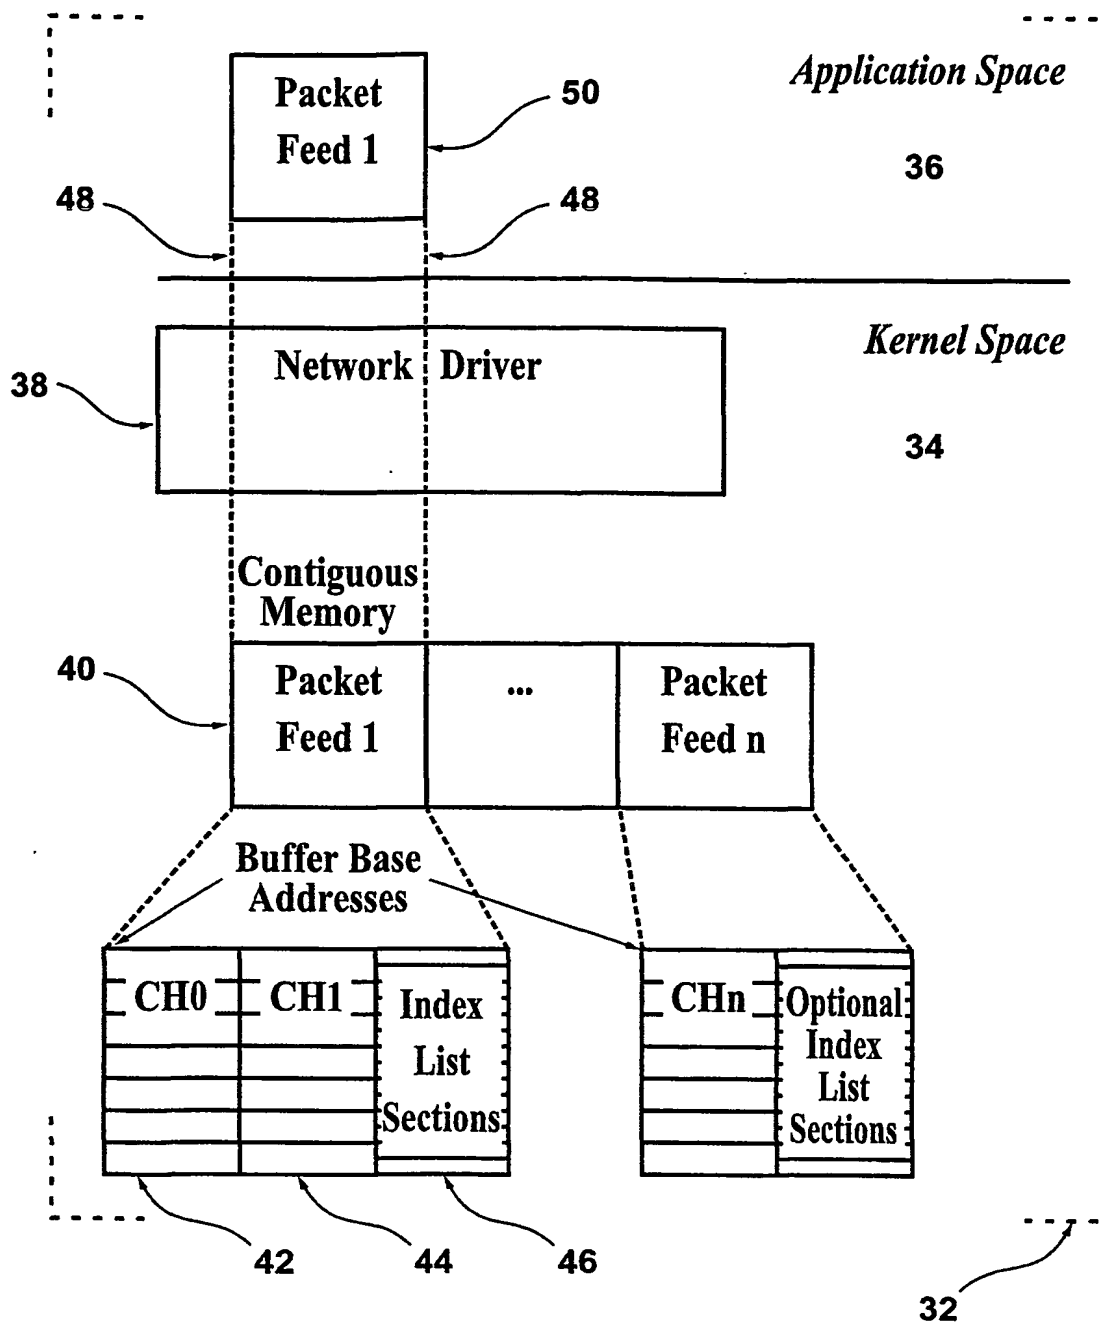 Application Space
Packet
Feed 1
50
36
48
48
Kernel Space
Network Driver
38
34
Contiguous
Memory
40
Packet
Feed 1
...
Packet
Feed n
Buffer Base
Addresses
CH0
CH1
Index
List
Sections
CHn
Optional
Index
List
Sections
42
44
46
32